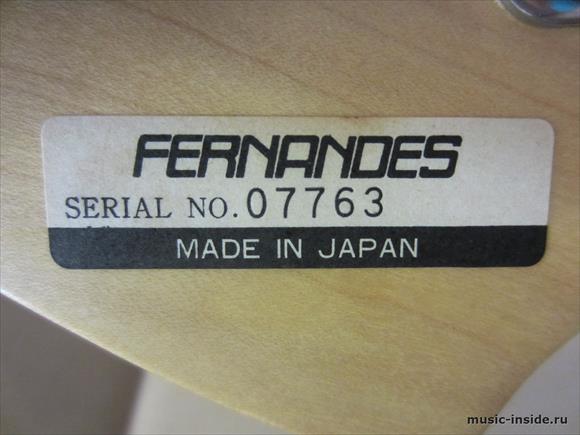 FERNANDES
SERIAL NO. 07763
MADE IN JAPAN
music-inside.ru